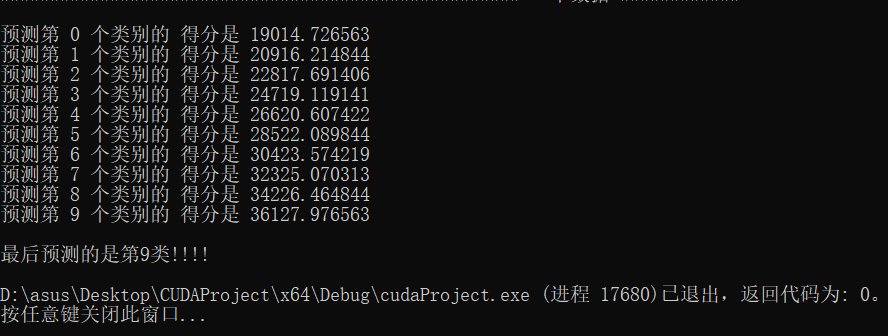 预测第 0 个类别的 得分是 19014.726563
预测第 1 个类别的 得分是 20916.214844
预测第 2 个类别的 得分是 22817.691406
预测第 3 个类别的 得分是 24719.119141
预测第 4 个类别的 得分是 26620.607422
预测第 5 个类别的 得分是 28522.089844
预测第 6 个类别的 得分是 30423.574219
预测第 7 个类别的 得分是 32325.070313
预测第 8 个类别的 得分是 34226.464844
预测第 9 个类别的 得分是 36127.976563
最后预测的是第9类!!!!
D:\asus\Desktop\CUDAProject\x64\Debug\cudaProject.exe (进程 17680)已退出，返回代码为: 0。
按任意键关闭此窗口...